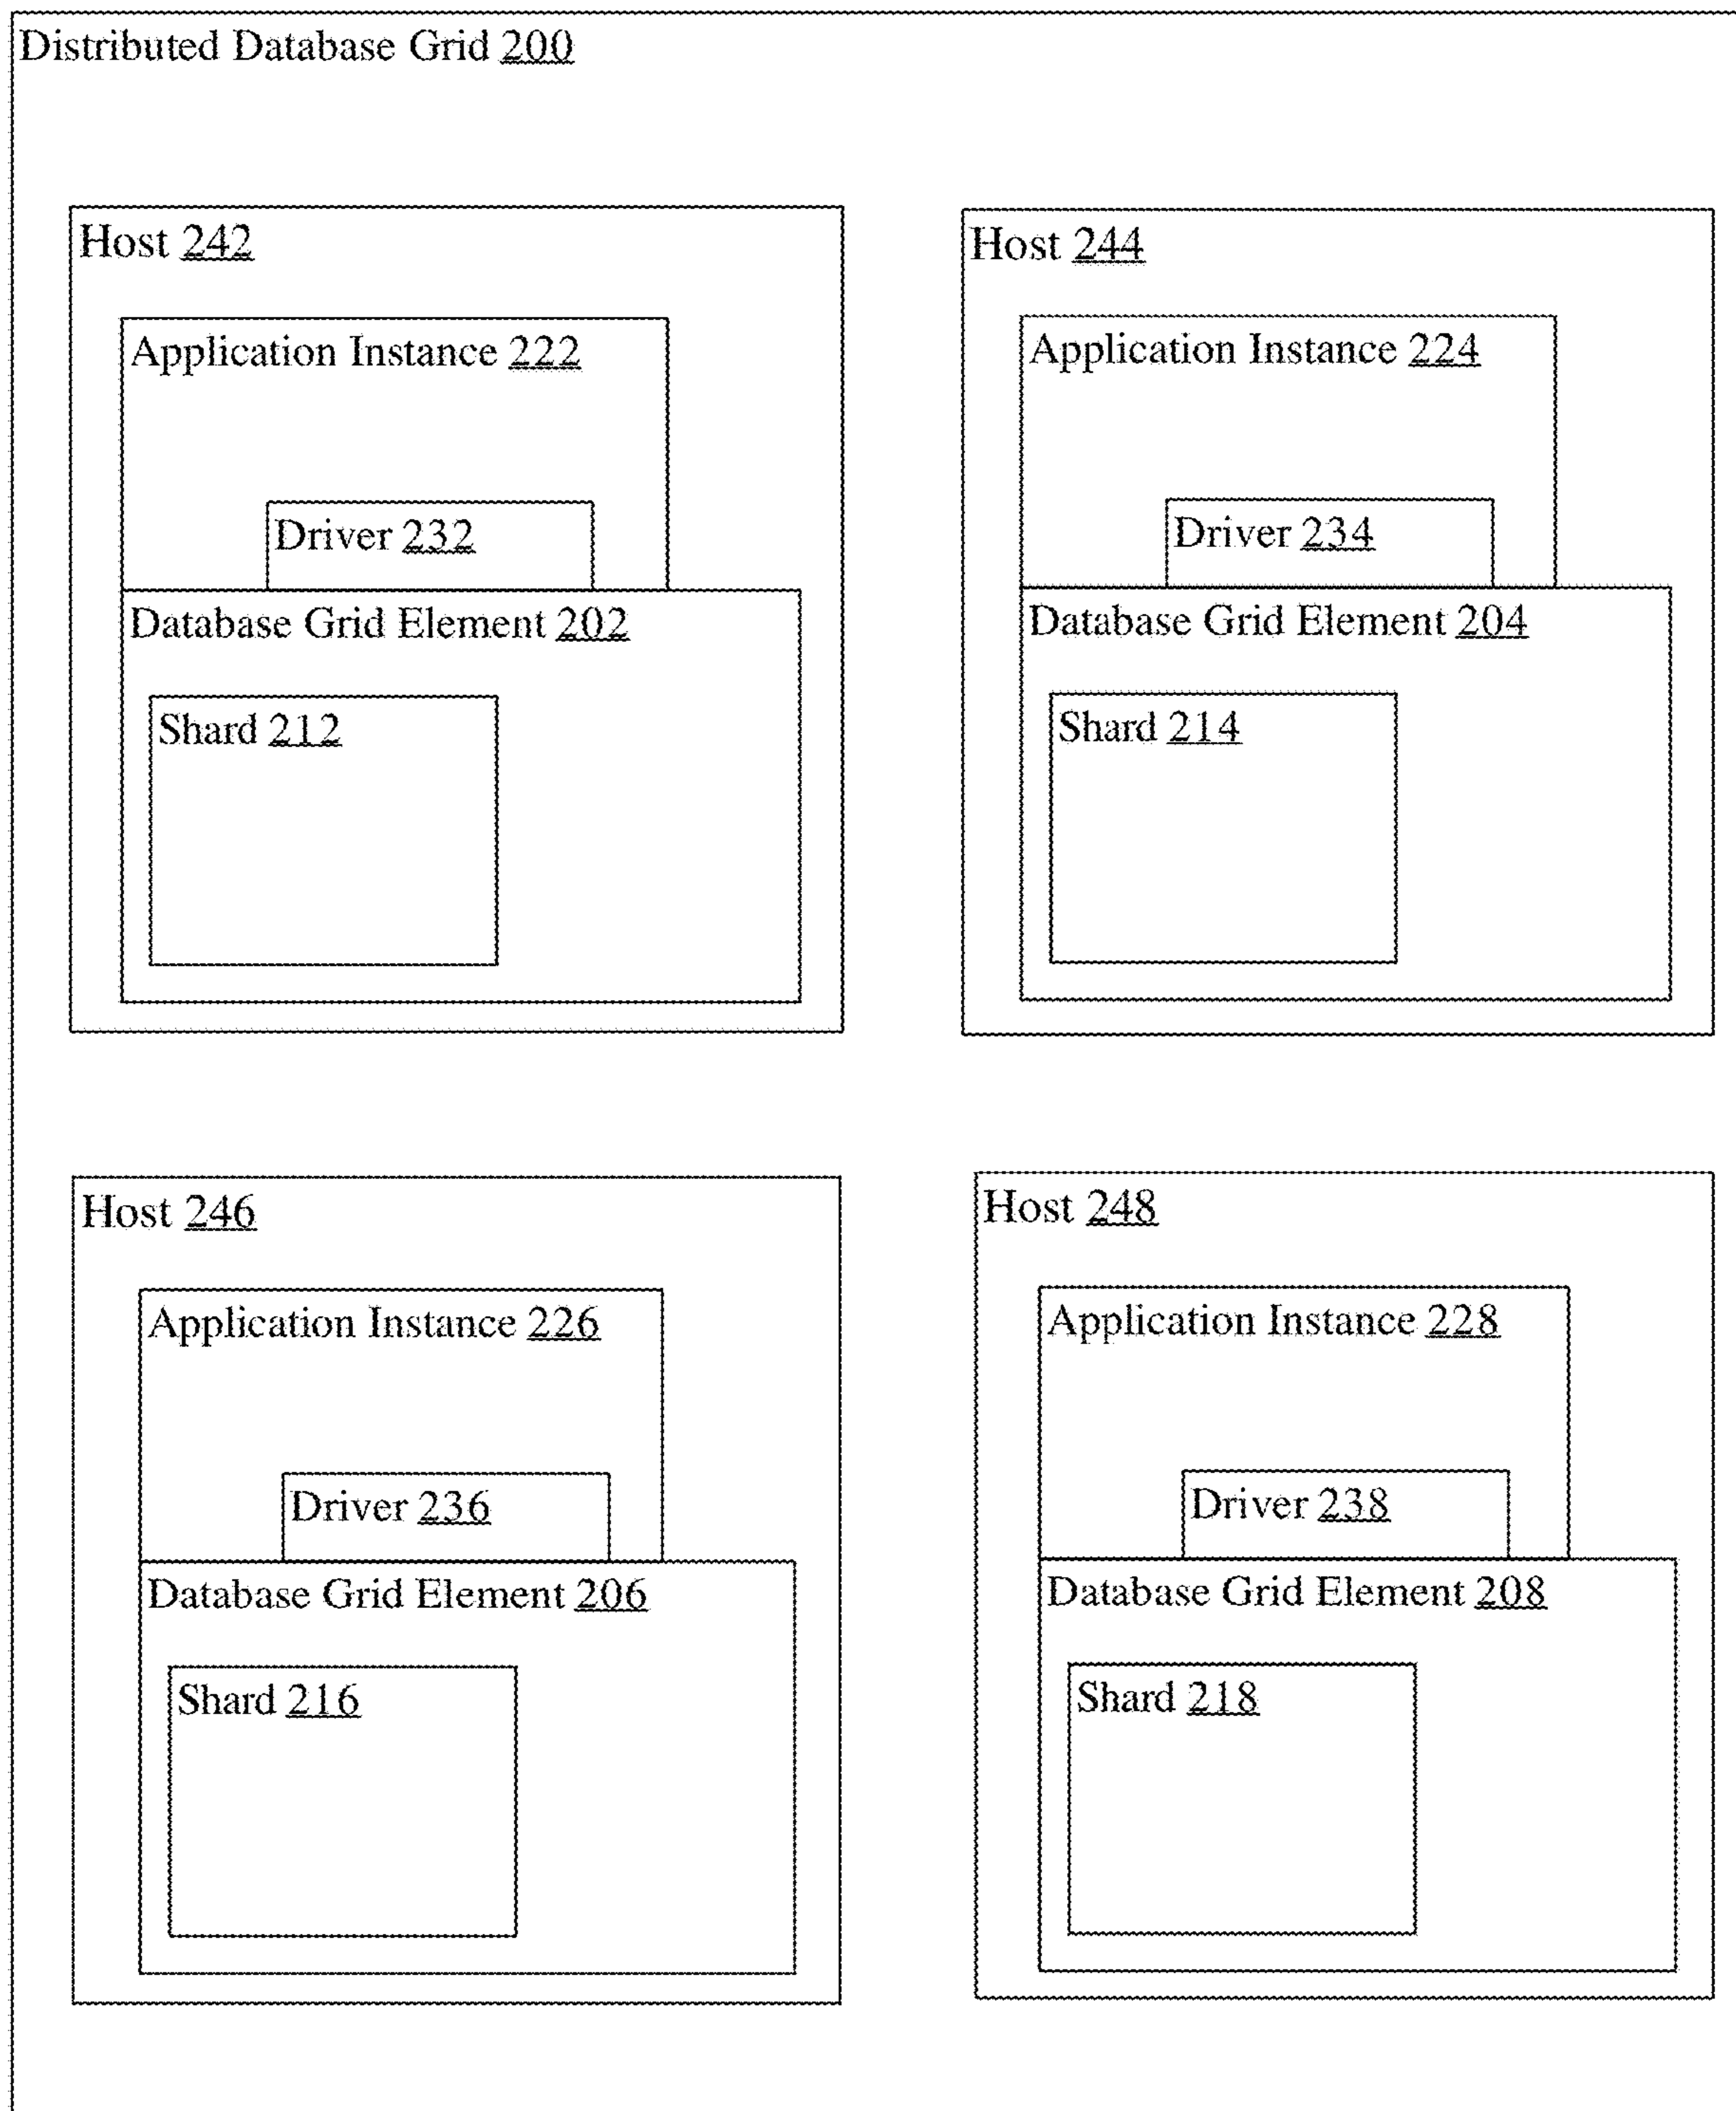 Distributed Database Grid 200
Host 242
Application Instance 222
Driver 232
Database Grid Element 202
Shard 212
Host 244
Application Instance 224
Driver 234
Database Grid Element 204
Shard 214
Host 246
Application Instance 226
Driver 236
Database Grid Element 206
Shard 216
Host 248
Application Instance 228
Driver 238
Database Grid Element 208
Shard 218